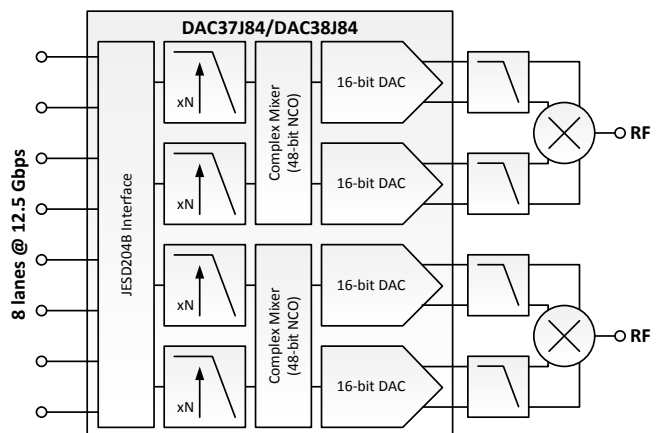 DAC37J84/DAC38J84
8 lanes @ 12.5 Gbps
JESD204B Interface
xN
Complex Mixer
(48-bit NCO)
16-bit DAC
xN
16-bit DAC
RF
xN
Complex Mixer
(48-bit NCO)
16-bit DAC
xN
16-bit DAC
RF